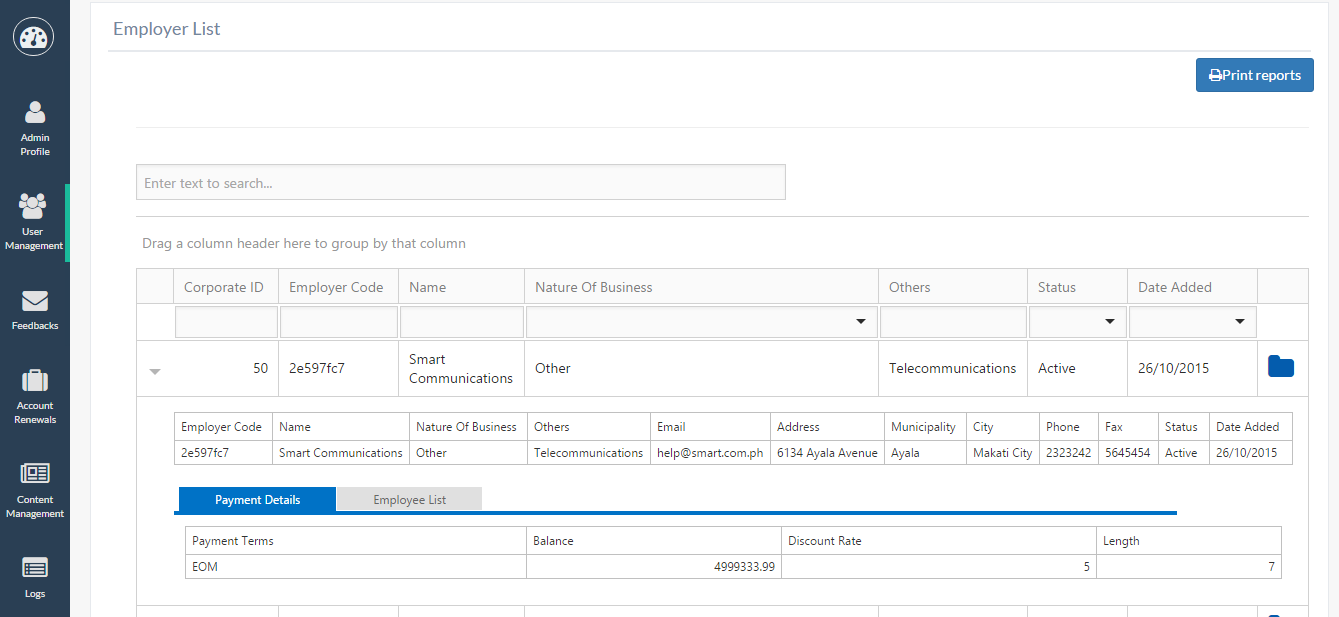 Employer List
Print reports
Admin
Profile
User
Management
Feedbacks
Account
Renewals
Content
Management
Logs
Enter text to search...
Drag a column header here to group by that column
Corporate ID Employer Code Name Nature Of Business Others Status Date Added
50 2e597fc7 Smart Communications Other Telecommunications Active 26/10/2015
Employer Code Name Nature Of Business Others Email Address Municipality City Phone Fax Status Date Added
2e597fc7 Smart Communications Other Telecommunications help@smart.com.ph 6134 Ayala Avenue Ayala Makati City 2323242 5645454 Active 26/10/2015
Payment Details Employee List
Payment Terms Balance Discount Rate Length
EOM 4999333.99 5 7